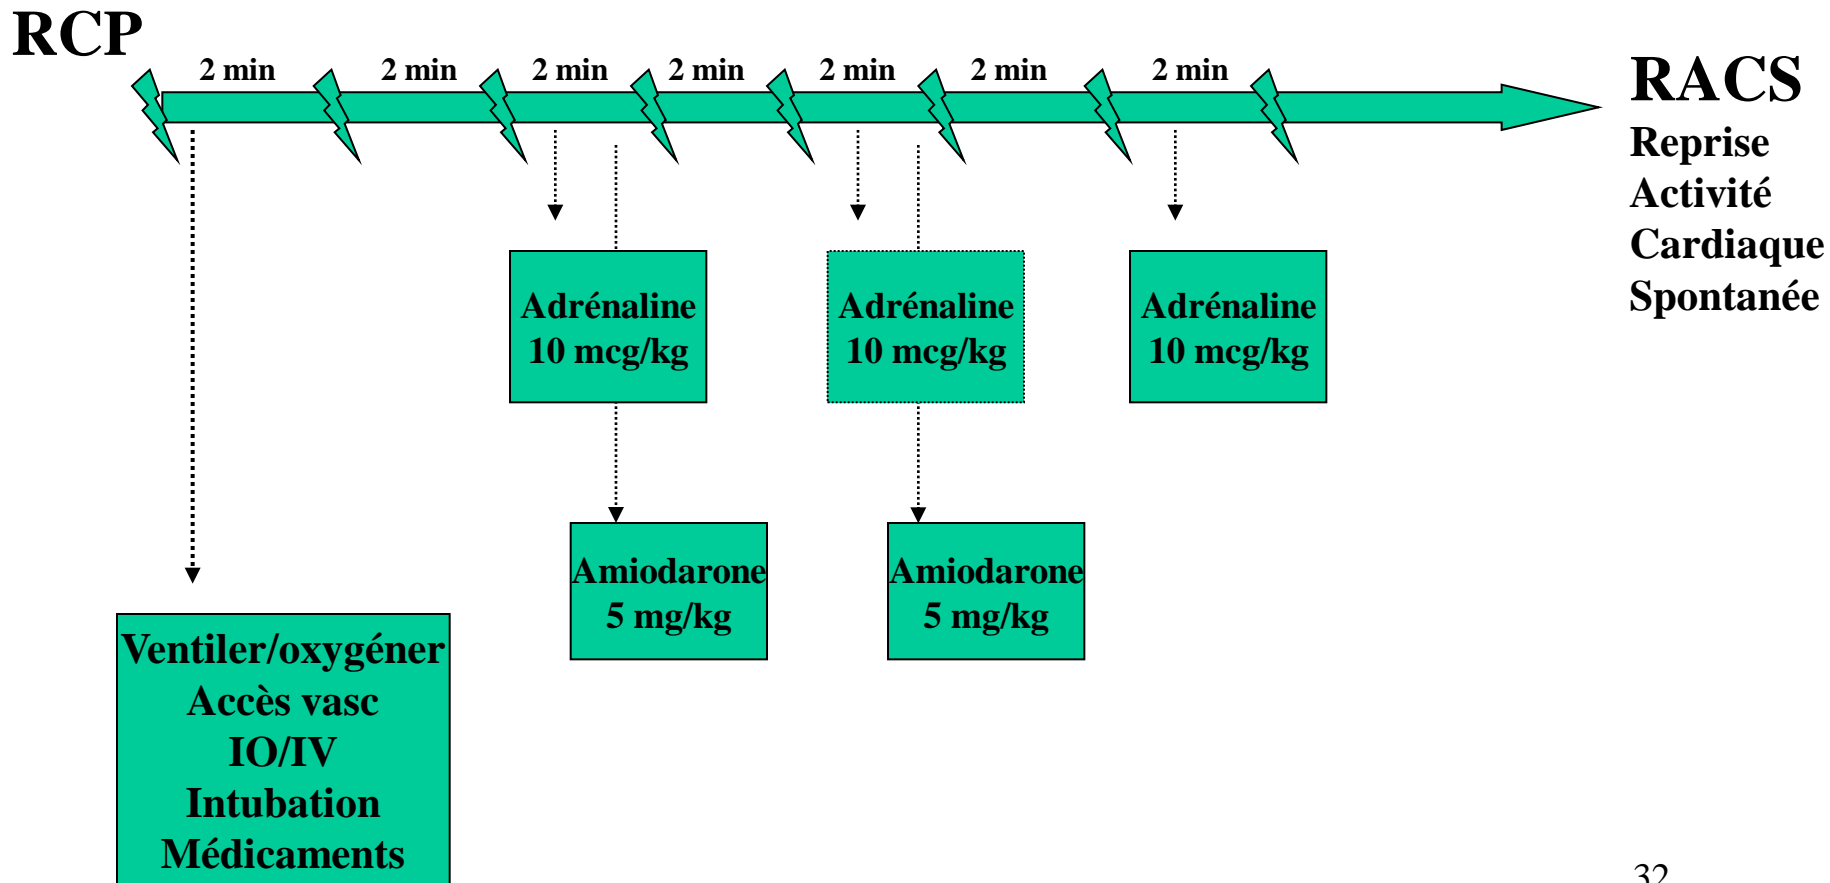 RCP
2 min
2 min
2 min
2 min
2 min
2 min
2 min
RACS
Reprise
Activité
Cardiaque
Spontanée
Adrénaline
10 mcg/kg
Adrénaline
10 mcg/kg
Adrénaline
10 mcg/kg
Amiodarone
5 mg/kg
Amiodarone
5 mg/kg
Ventiler/oxygéner
Accès vasc
IO/IV
Intubation
Médicaments
32